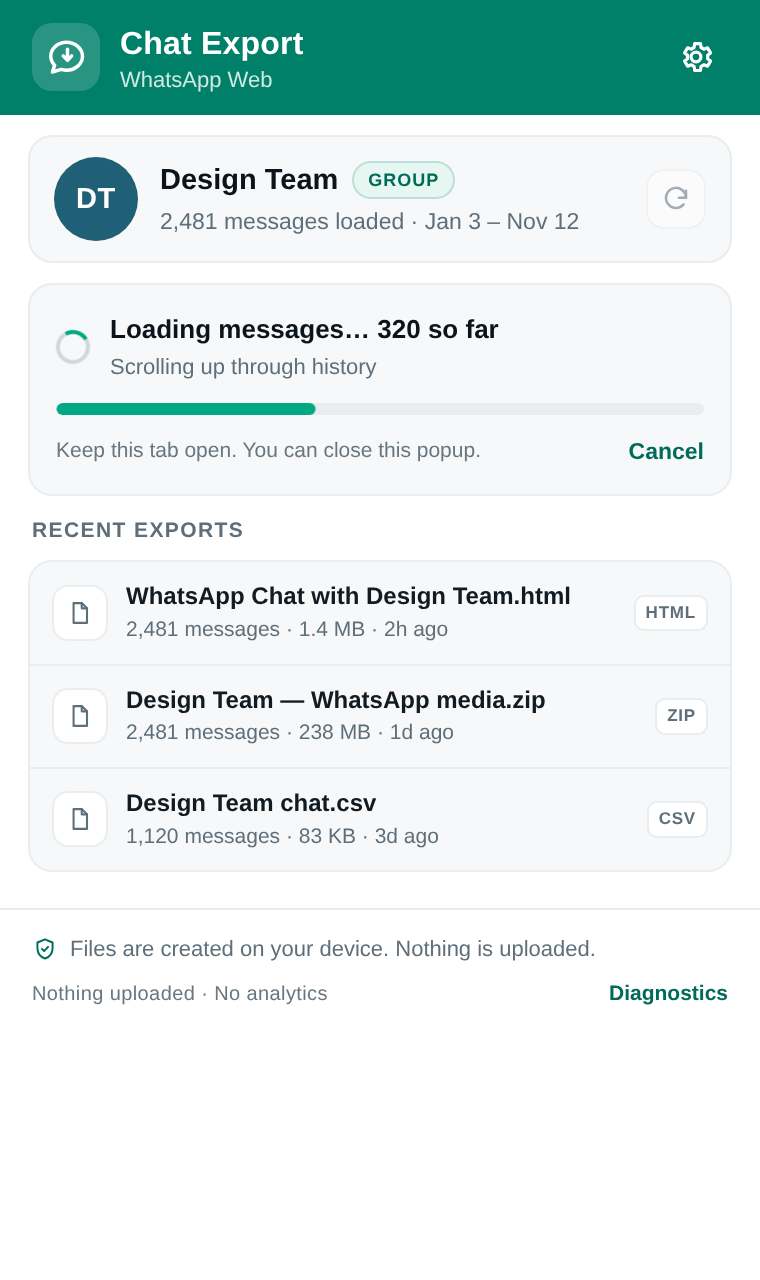 Chat Export
WhatsApp Web
DT
Design Team GROUP
2,481 messages loaded · Jan 3 – Nov 12
Loading messages… 320 so far
Scrolling up through history
Keep this tab open. You can close this popup. Cancel
RECENT EXPORTS
WhatsApp Chat with Design Team.html
2,481 messages · 1.4 MB · 2h ago
HTML
Design Team — WhatsApp media.zip
2,481 messages · 238 MB · 1d ago
ZIP
Design Team chat.csv
1,120 messages · 83 KB · 3d ago
CSV
Files are created on your device. Nothing is uploaded.
Nothing uploaded · No analytics Diagnostics